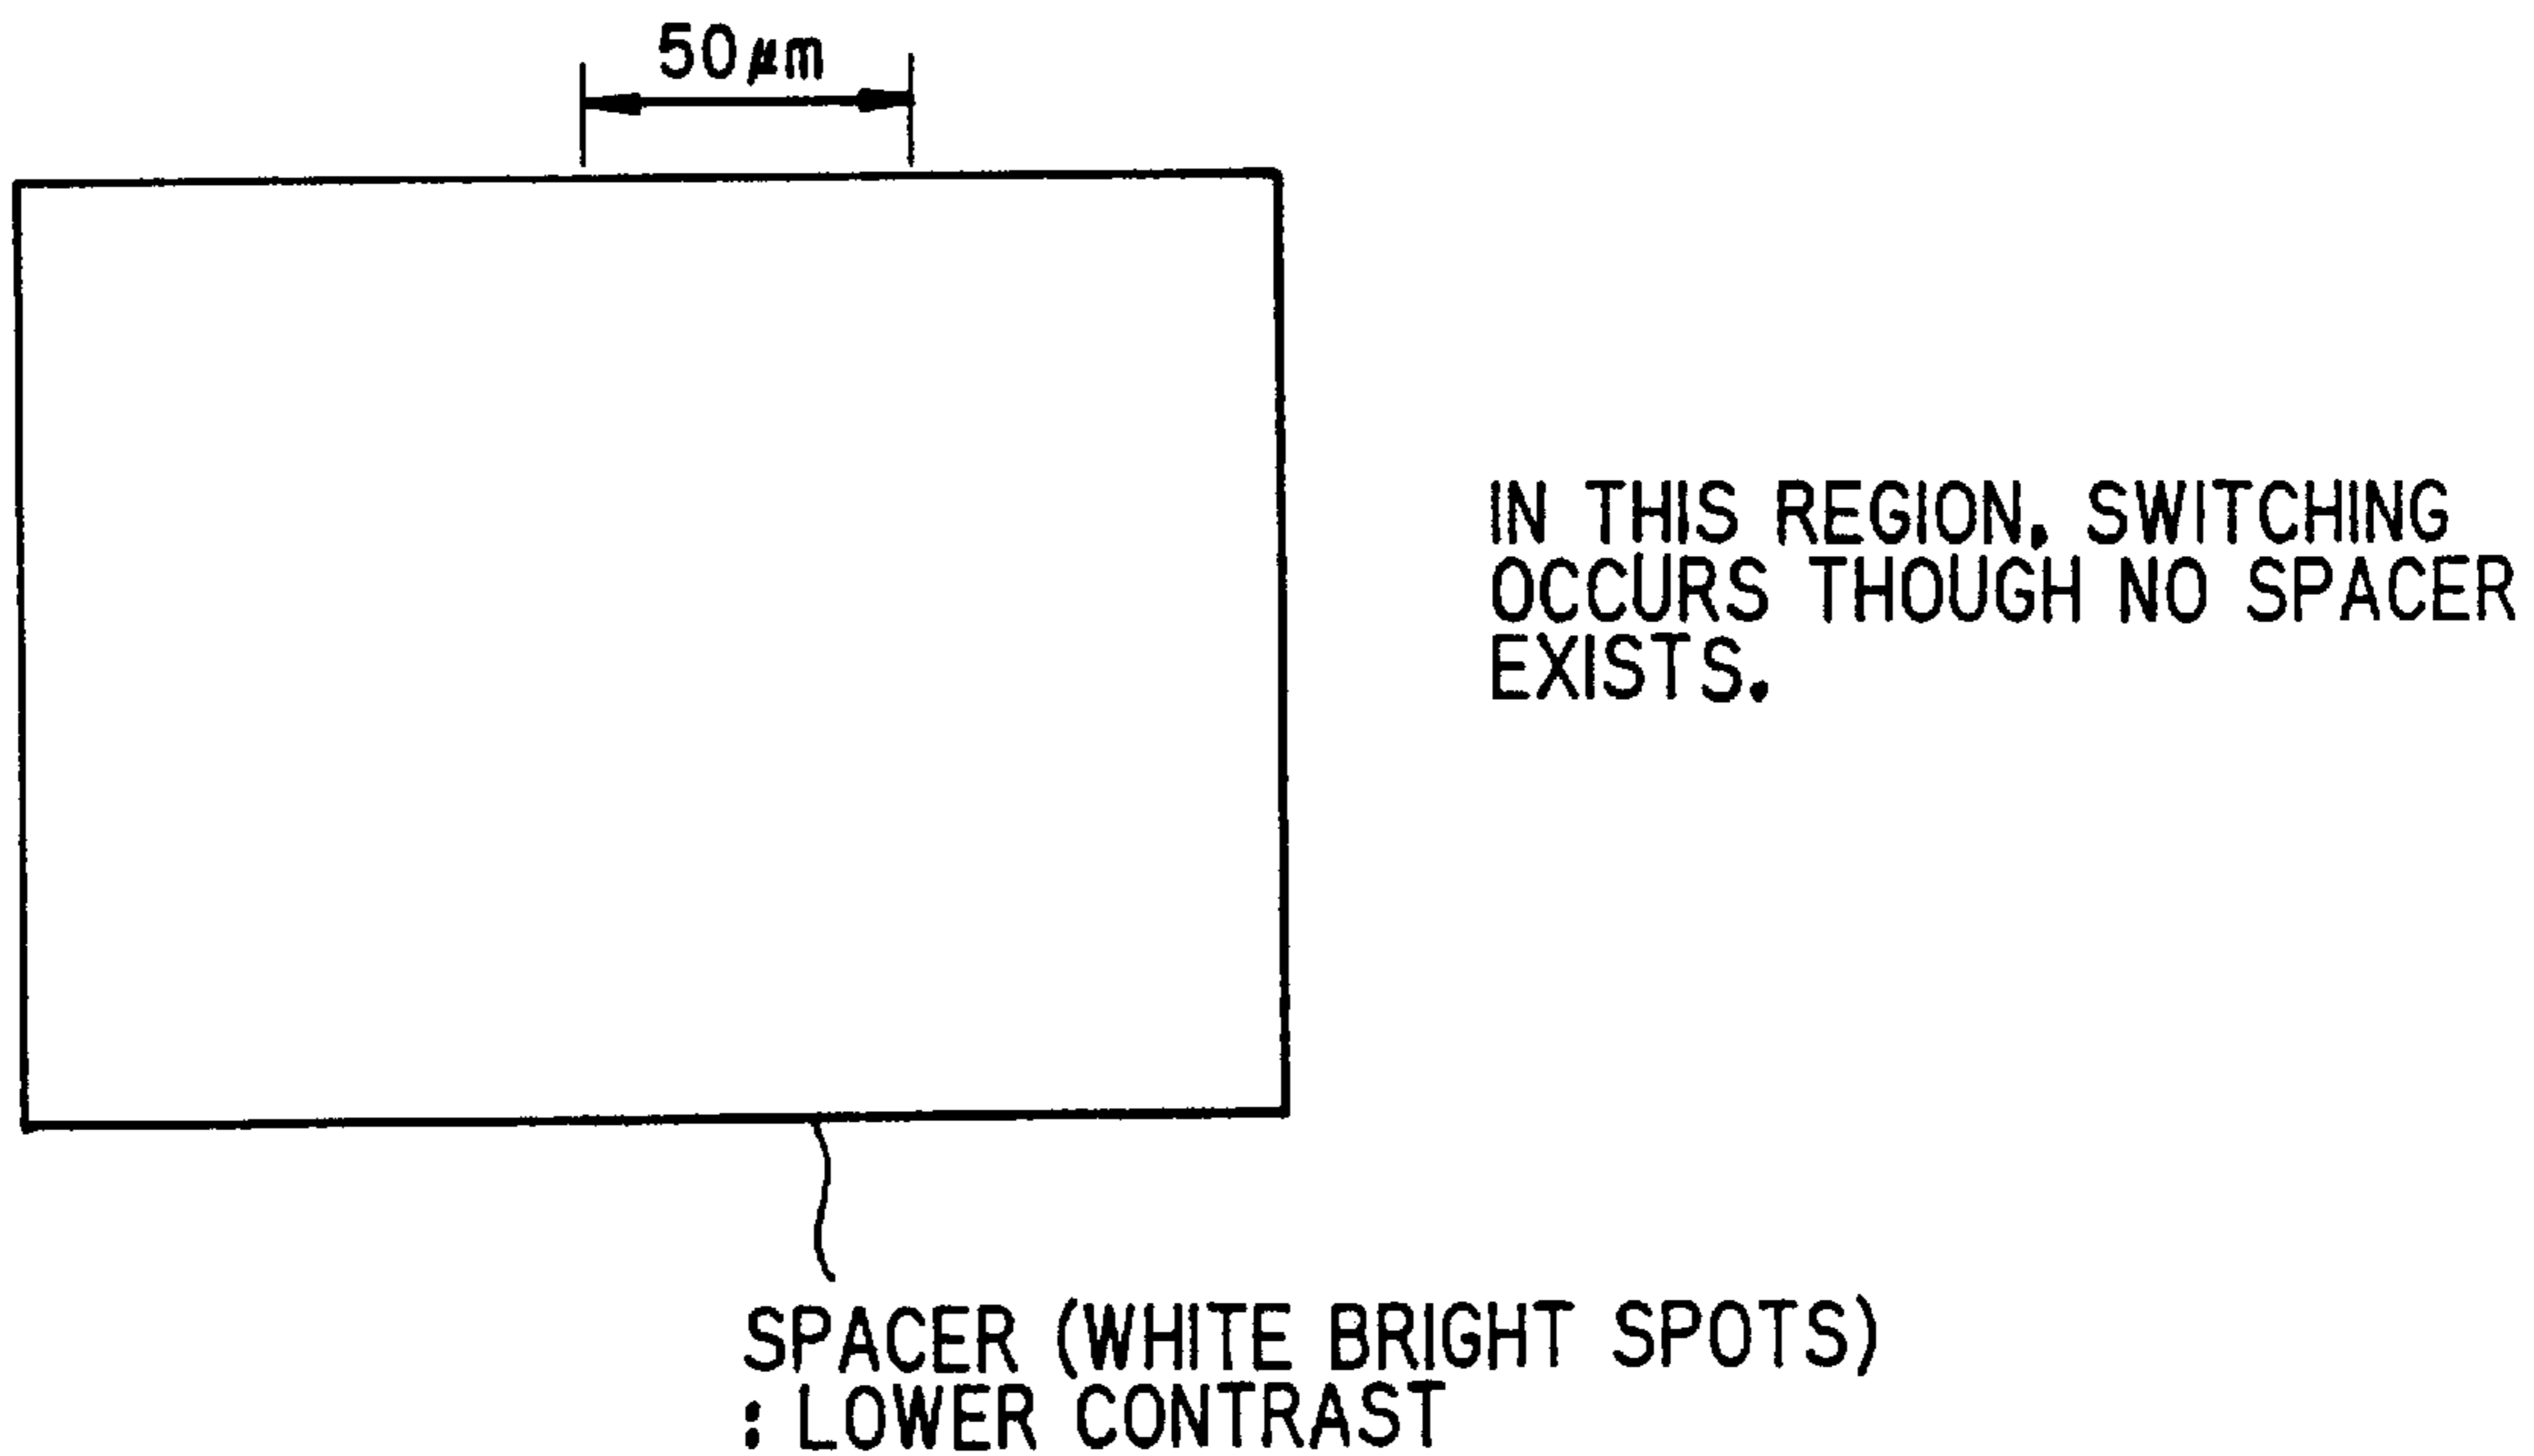 50μm
IN THIS REGION, SWITCHING
OCCURS THOUGH NO SPACER
EXISTS.
SPACER (WHITE BRIGHT SPOTS)
: LOWER CONTRAST